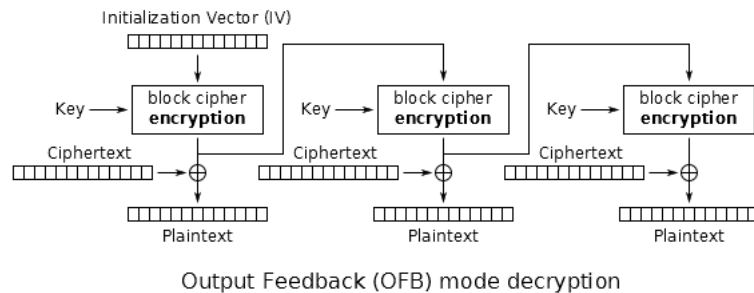 Initialization Vector (IV)
Key
block cipher
encryption
Key
block cipher
encryption
Key
block cipher
encryption
Ciphertext
Ciphertext
Ciphertext
Plaintext
Plaintext
Plaintext
Output Feedback (OFB) mode decryption